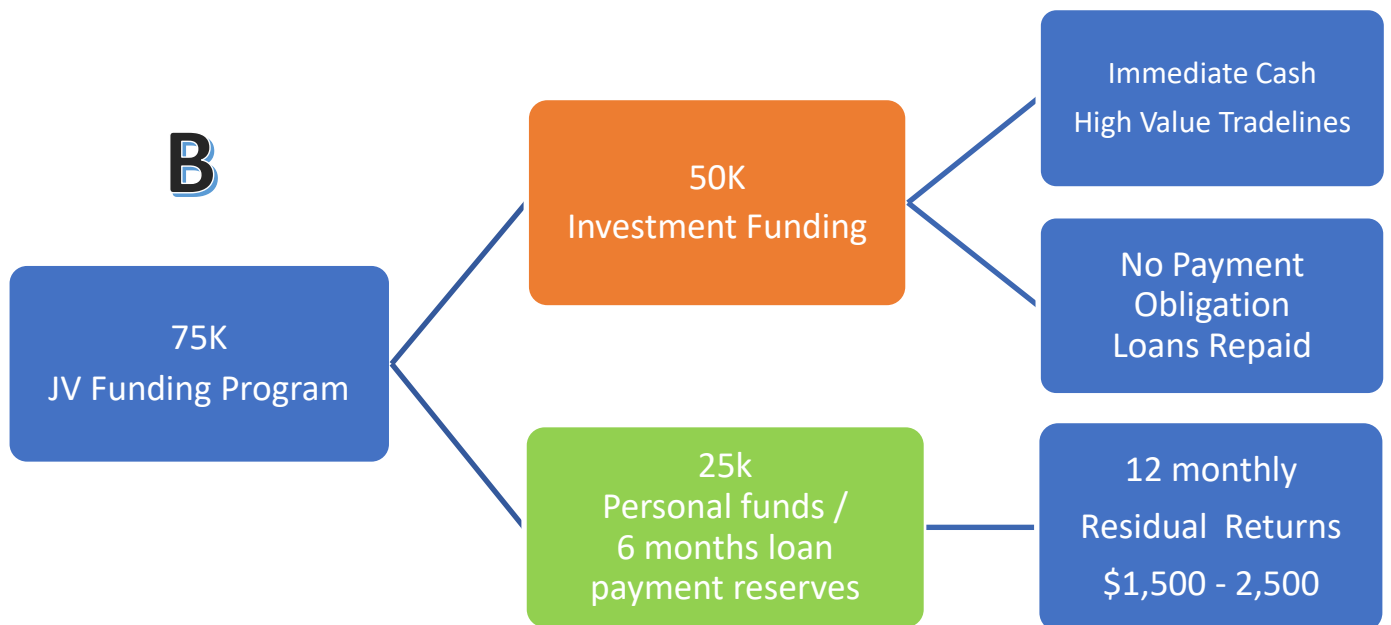 B
75K
JV Funding Program
50K
Investment Funding
Immediate Cash
High Value Tradelines
No Payment
Obligation
Loans Repaid
25k
Personal funds /
6 months loan
payment reserves
12 monthly
Residual Returns
$1,500 - 2,500